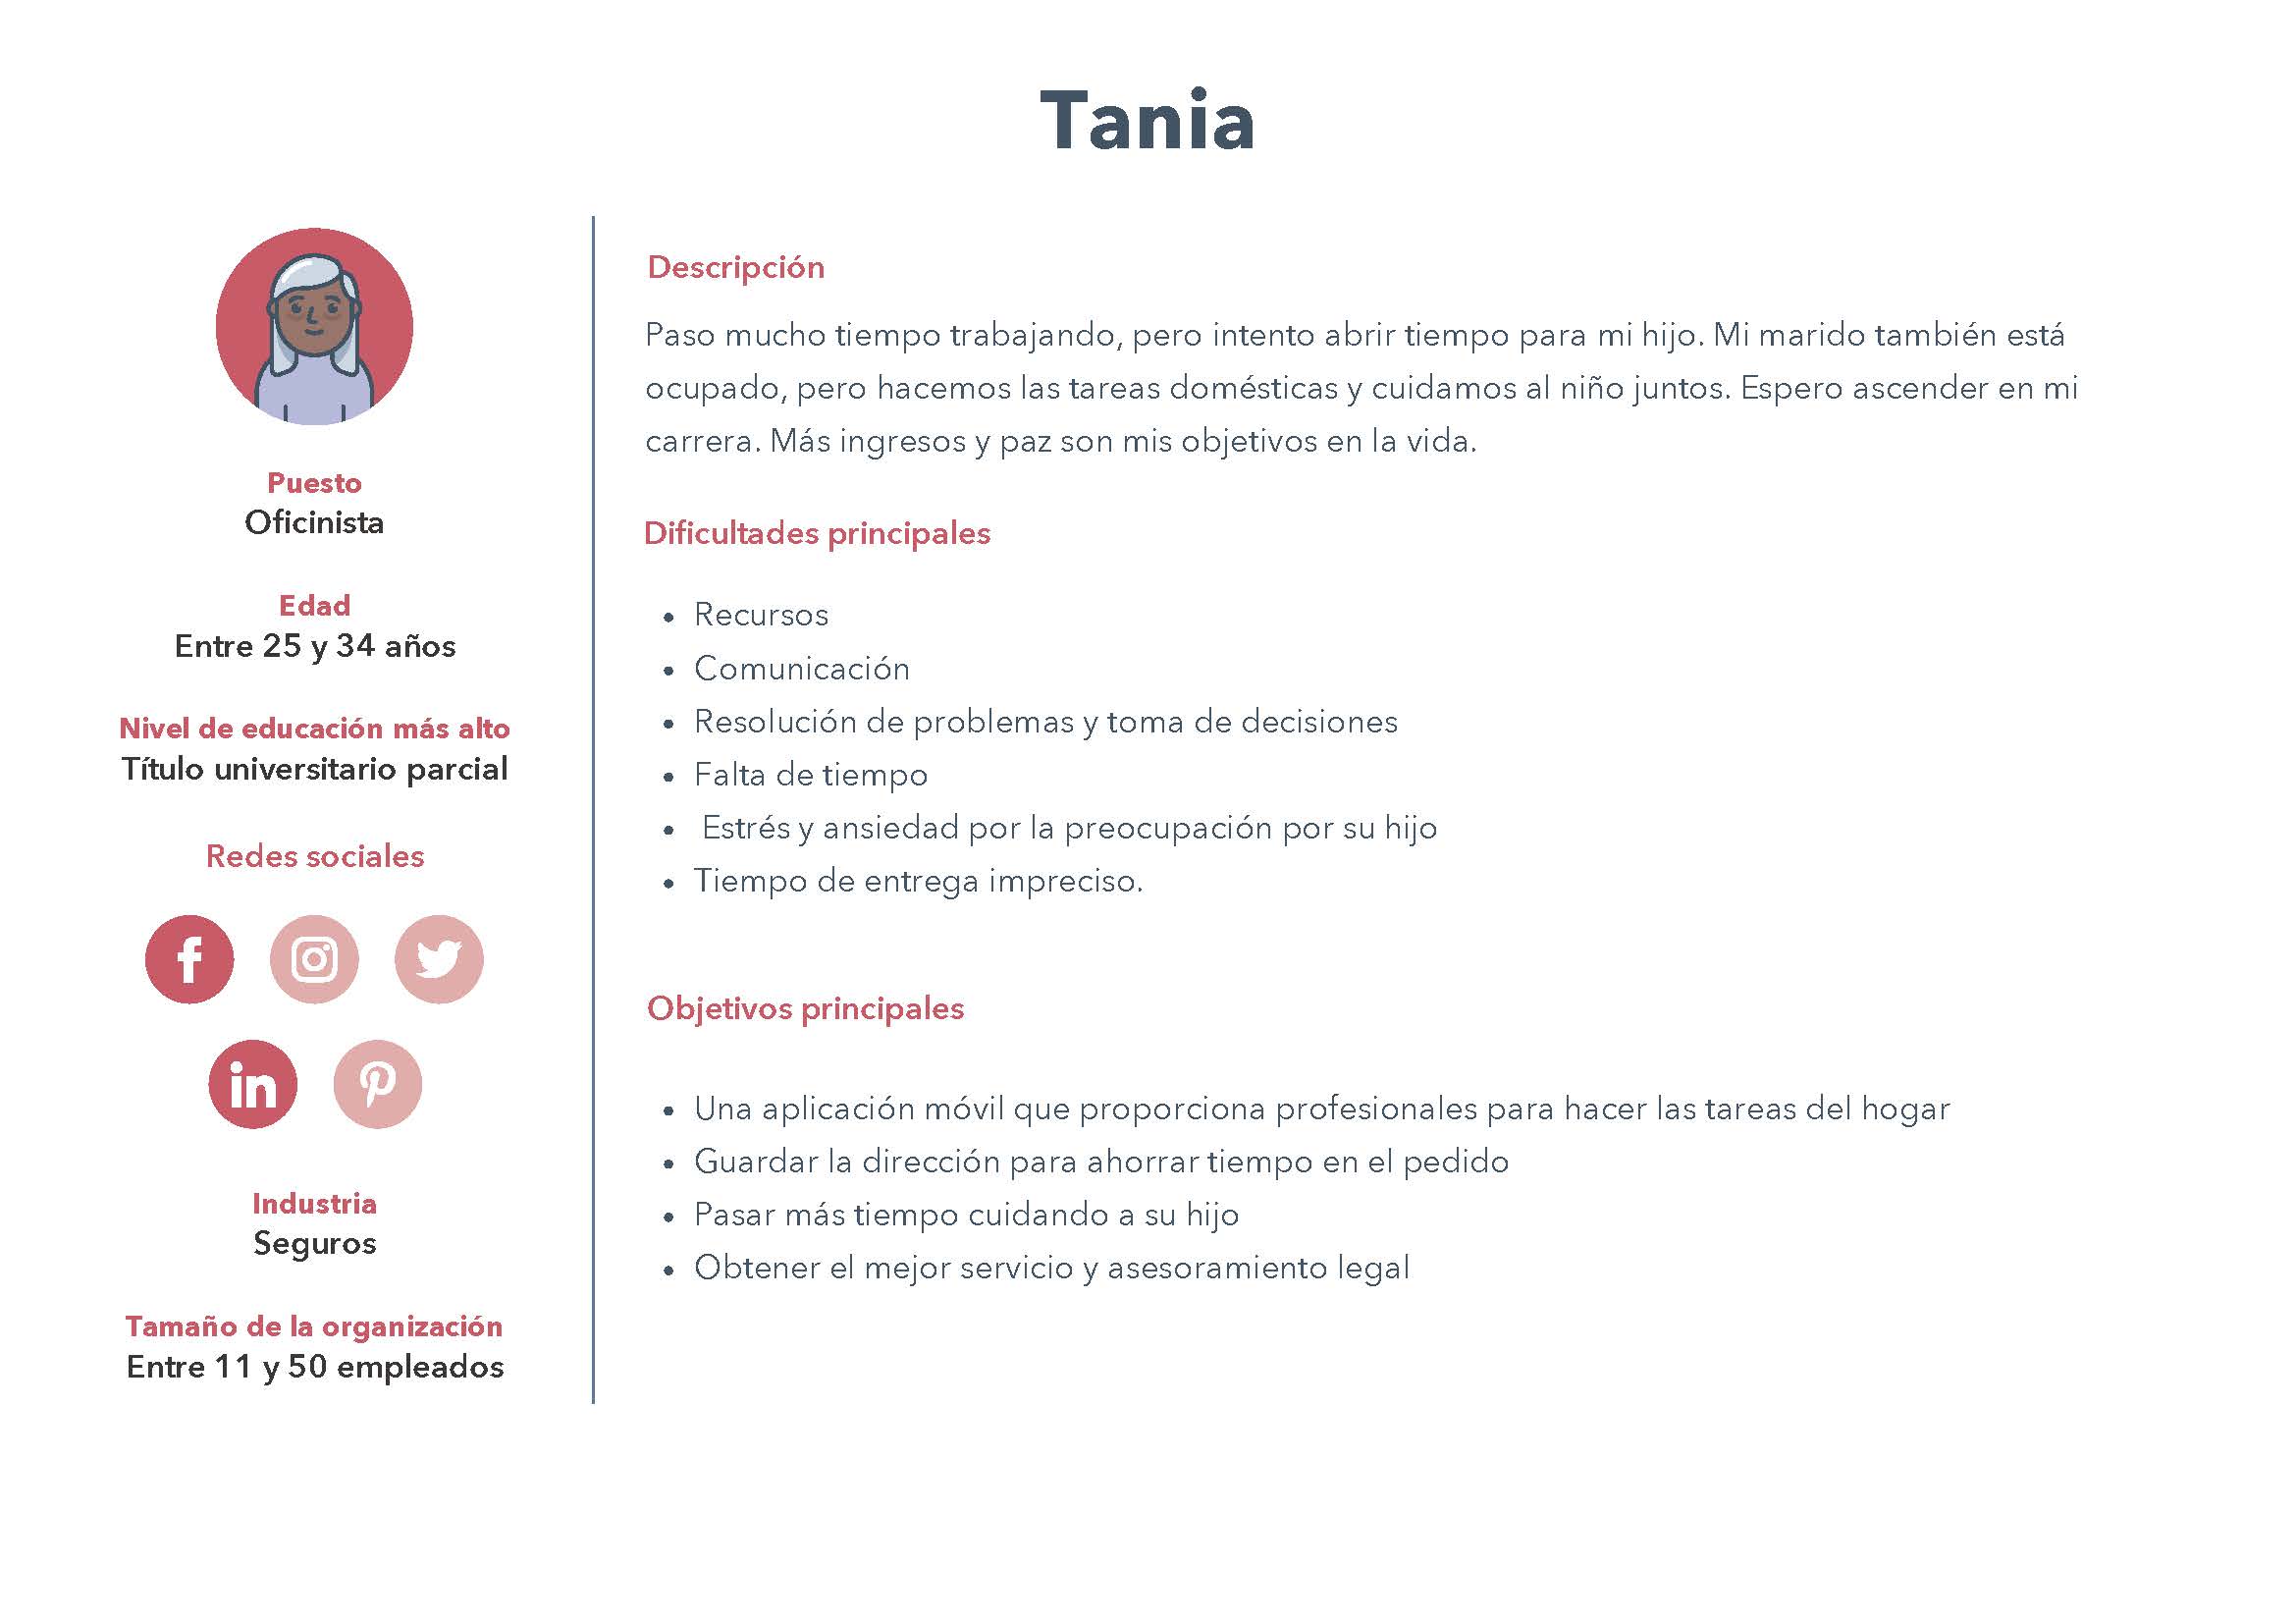 Tania
Puesto
Oficinista
Edad
Entre 25 y 34 años
Nivel de educación más alto
Título universitario parcial
Redes sociales
f
in
Industria
Seguros
Tamaño de la organización
Entre 11 y 50 empleados
Descripción
Paso mucho tiempo trabajando, pero intento abrir tiempo para mi hijo. Mi marido también está
ocupado, pero hacemos las tareas domésticas y cuidamos al niño juntos. Espero ascender en mi
carrera. Más ingresos y paz son mis objetivos en la vida.
Dificultades principales
• Recursos
• Comunicación
• Resolución de problemas y toma de decisiones
• Falta de tiempo
• Estrés y ansiedad por la preocupación por su hijo
• Tiempo de entrega impreciso.
Objetivos principales
• Una aplicación móvil que proporciona profesionales para hacer las tareas del hogar
• Guardar la dirección para ahorrar tiempo en el pedido
• Pasar más tiempo cuidando a su hijo
• Obtener el mejor servicio y asesoramiento legal